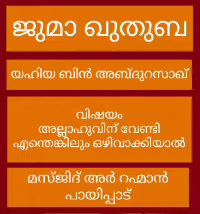 ജുമാ ഖുതുബ
യഹിയ ബിൻ അബ്ദുറസാഖ്
വിഷയം
അല്ലാഹുവിന് വേണ്ടി
എന്തെങ്കിലും ഒഴിവാക്കിയാൽ
മസ്ജിദ് അർ റഹ്മാൻ
പായിപ്പാട്